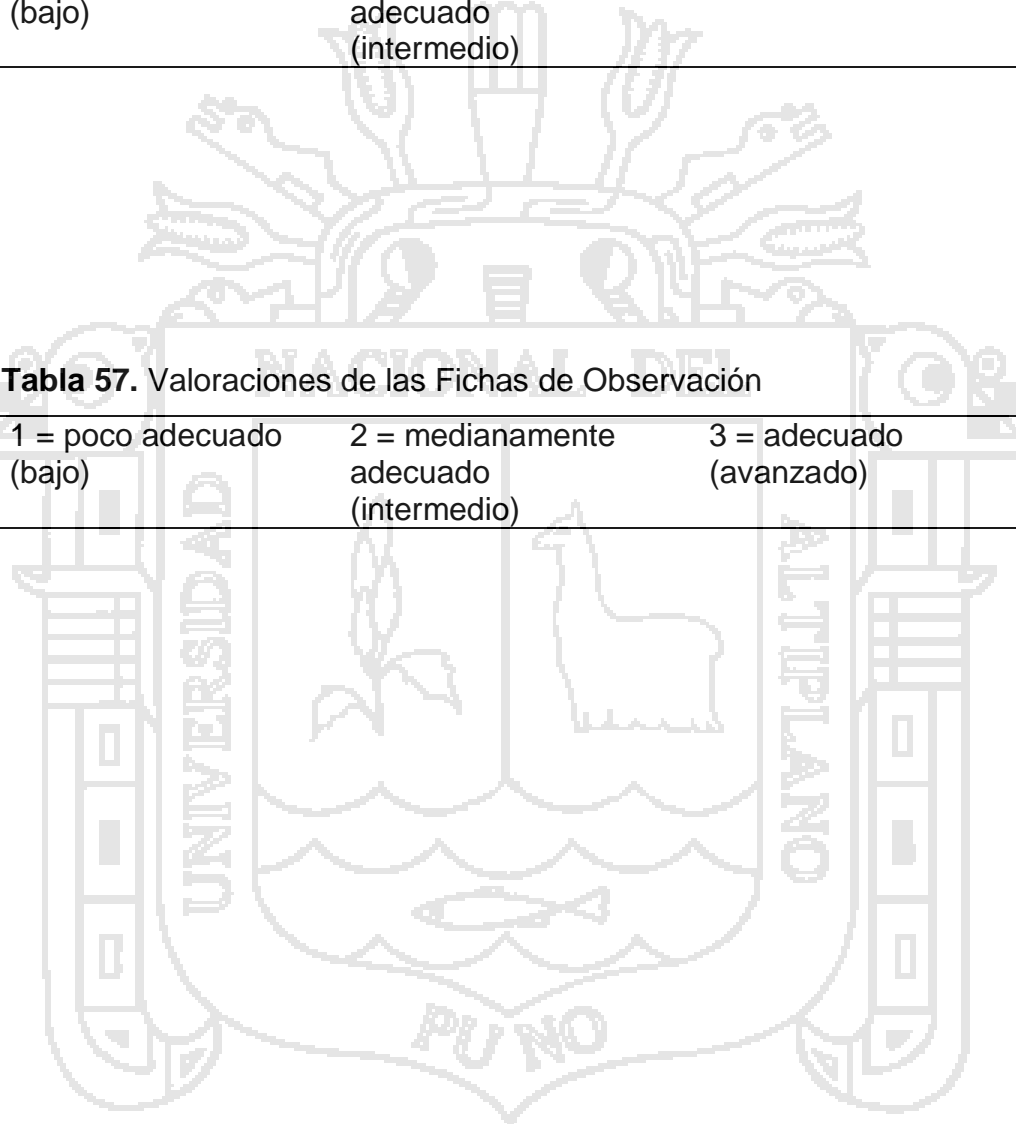 (bajo) adecuado
(intermedio)
NACIONAL DEL
Tabla 57. Valoraciones de las Fichas de Observación
1 = poco adecuado 2 = medianamente 3 = adecuado
(bajo) adecuado (avanzado)
(intermedio)
UNIVERSIDAD
ALTIPLANO
PUNO